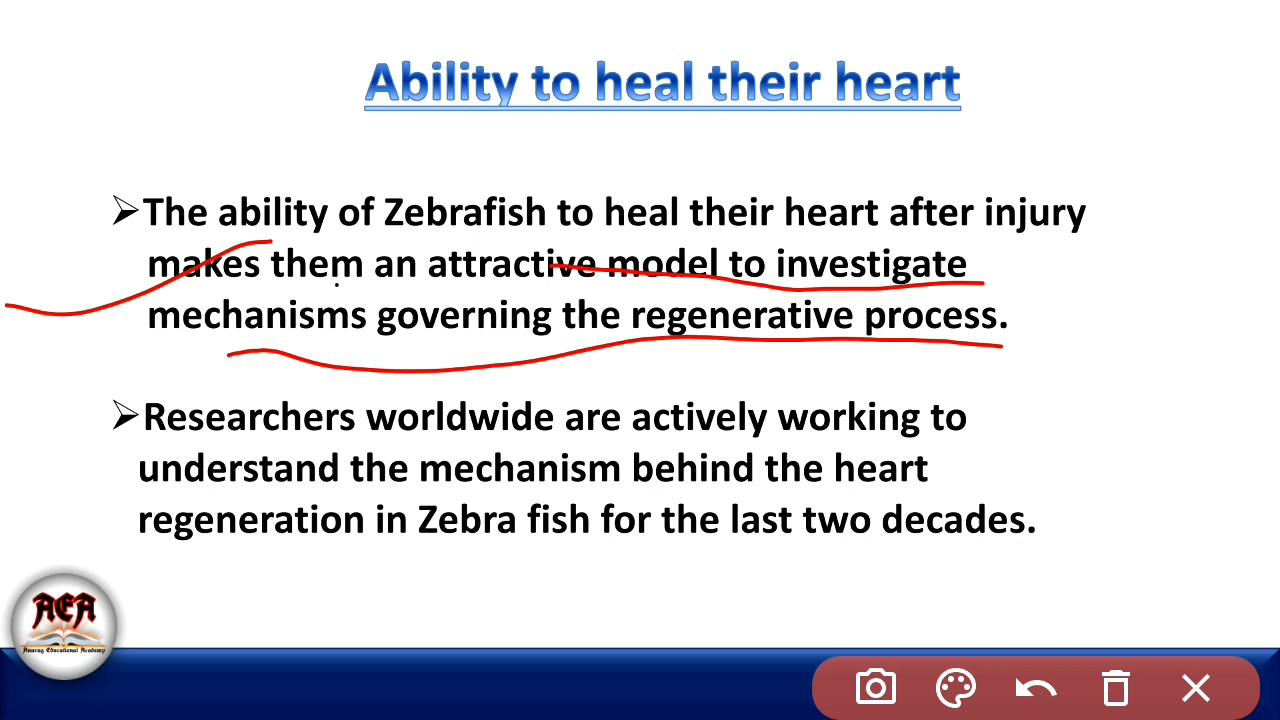 Ability to heal their heart
➢The ability of Zebrafish to heal their heart after injury
makes them an attractive model to investigate
mechanisms governing the regenerative process.
➢Researchers worldwide are actively working to
understand the mechanism behind the heart
regeneration in Zebra fish for the last two decades.
AEA
Anurag Educational Academy